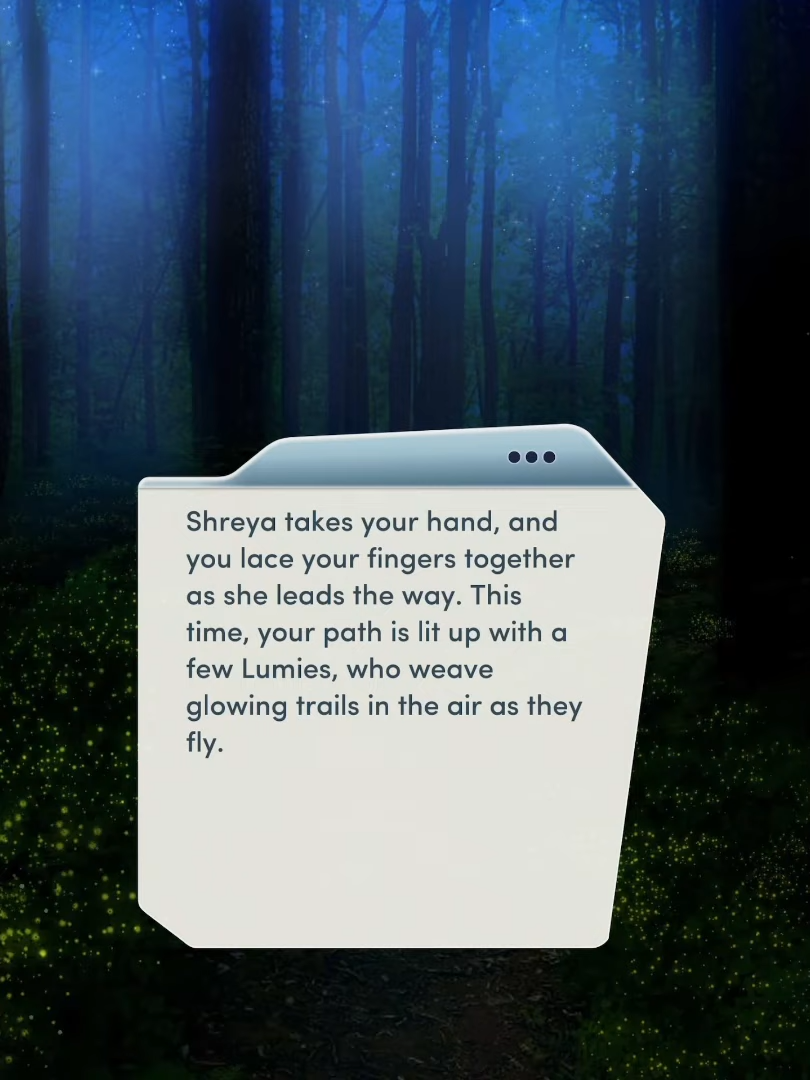 Shreya takes your hand, and
you lace your fingers together
as she leads the way. This
time, your path is lit up with a
few Lumies, who weave
glowing trails in the air as they
fly.